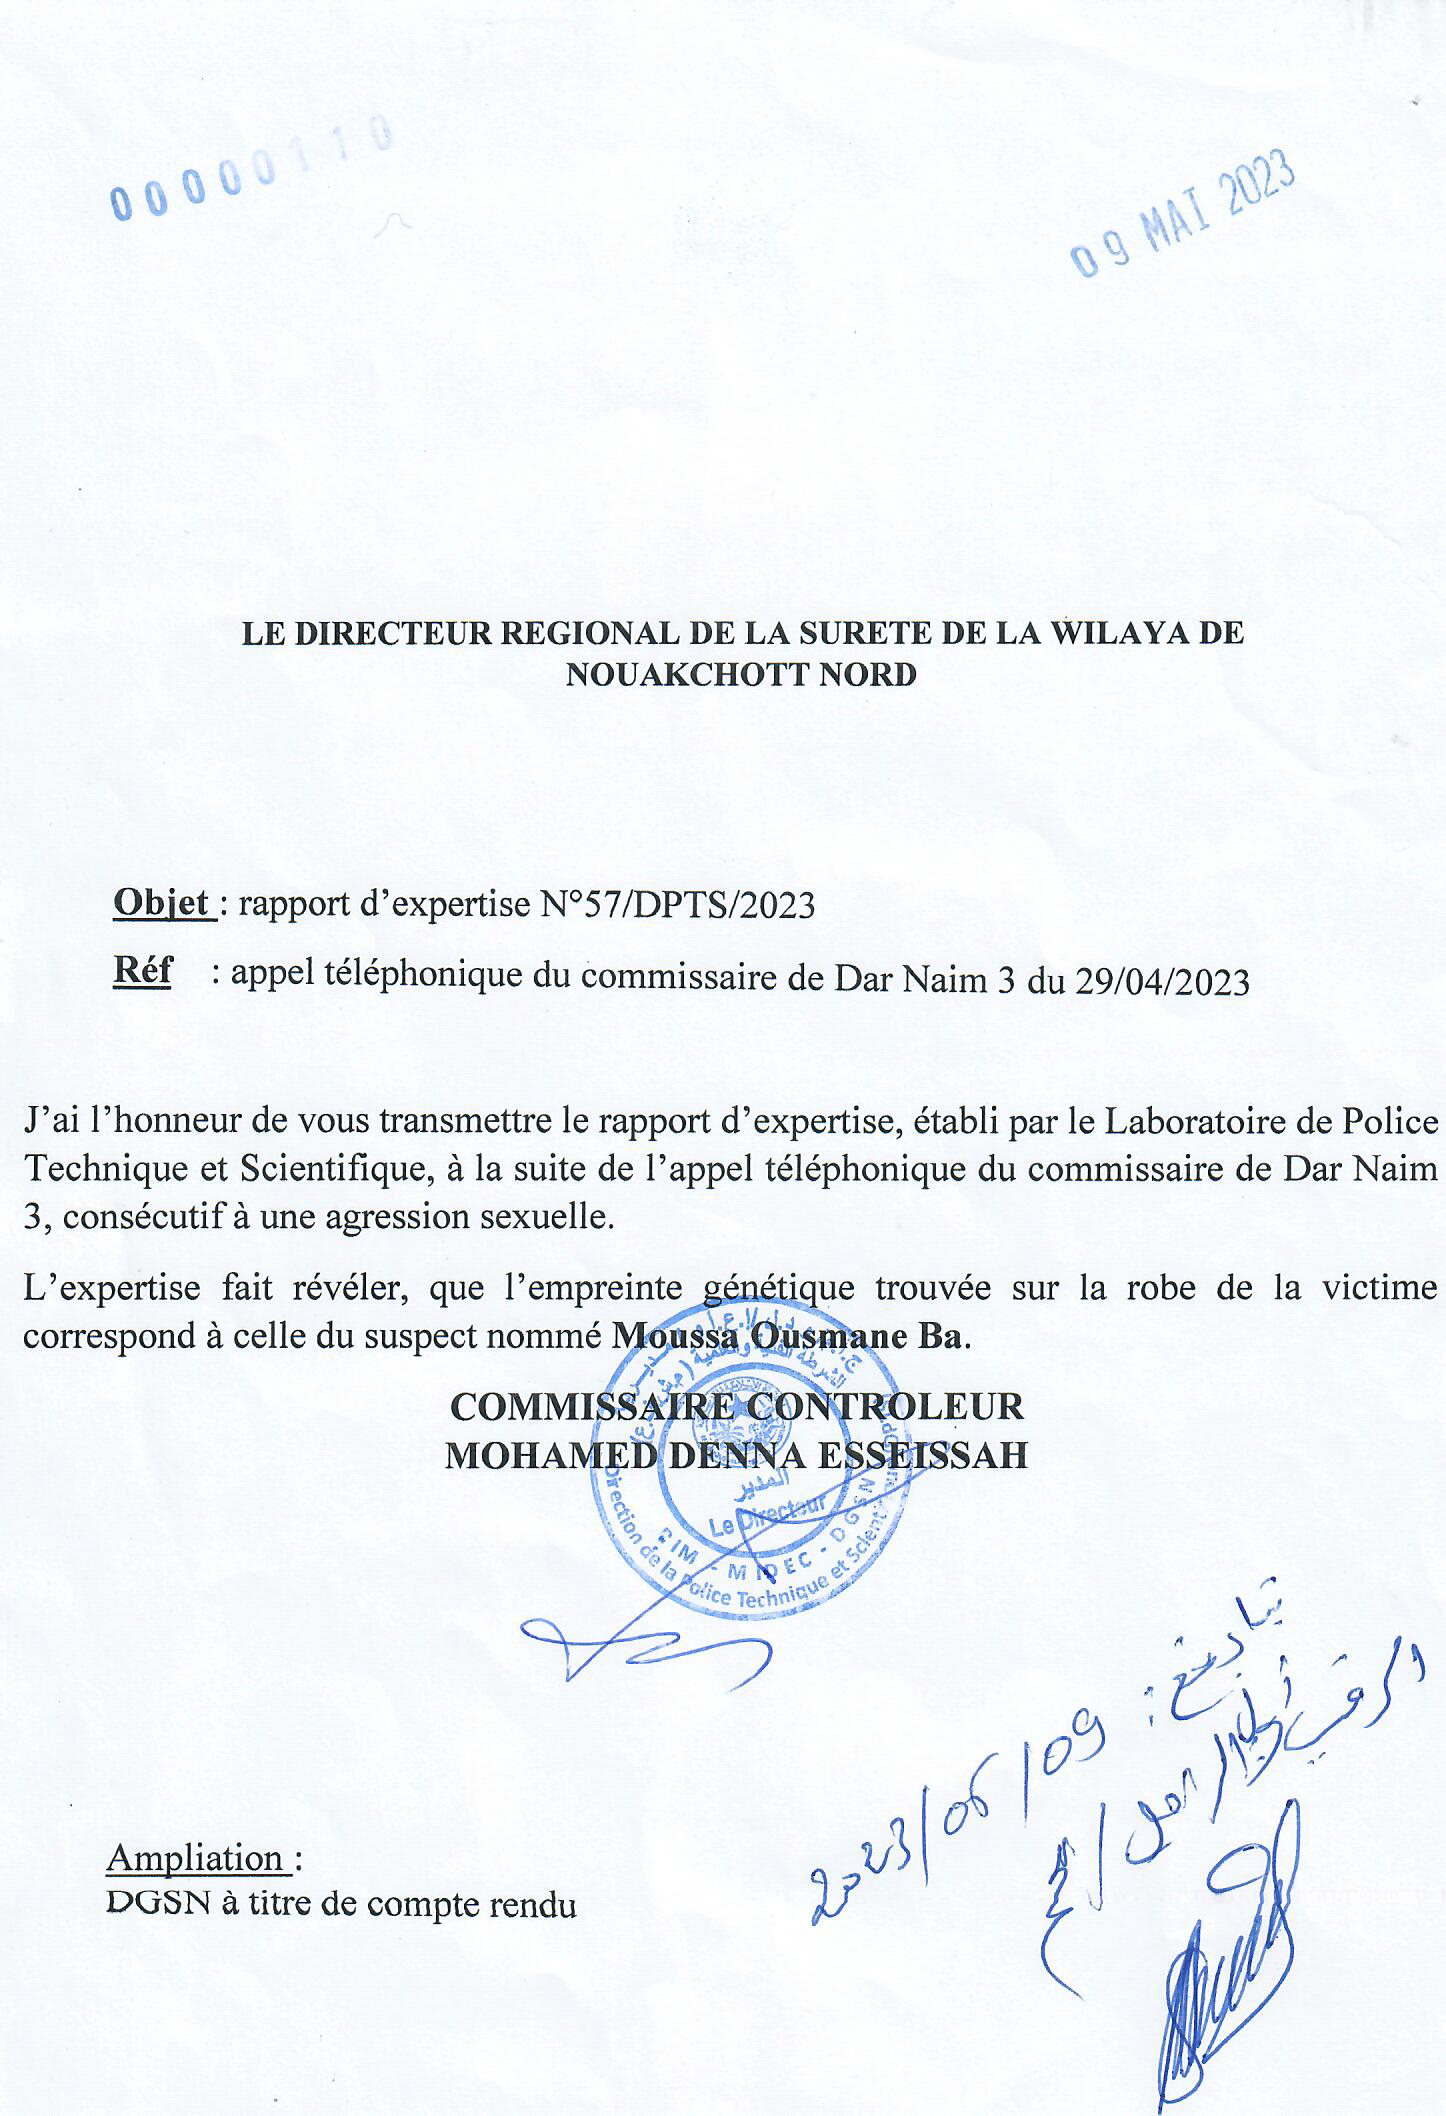 00000110
09 MAI 2023
LE DIRECTEUR REGIONAL DE LA SURETE DE LA WILAYA DE
NOUAKCHOTT NORD
Objet : rapport d’expertise N°57/DPTS/2023
Réf : appel téléphonique du commissaire de Dar Naim 3 du 29/04/2023
J’ai l’honneur de vous transmettre le rapport d’expertise, établi par le Laboratoire de Police
Technique et Scientifique, à la suite de l’appel téléphonique du commissaire de Dar Naim
3, consécutif à une agression sexuelle.
L’expertise fait révéler, que l’empreinte génétique trouvée sur la robe de la victime
correspond à celle du suspect nommé Moussa Ousmane Ba.
COMMISSAIRE CONTROLEUR
MOHAMED DENNA ESSEISSAH
المدير
Le Directeur
RIM - MIDEC - DGSN
Direction de la Police Technique et Scient
بتاريخ : 2023/06/09
Ampliation :
DGSN à titre de compte rendu